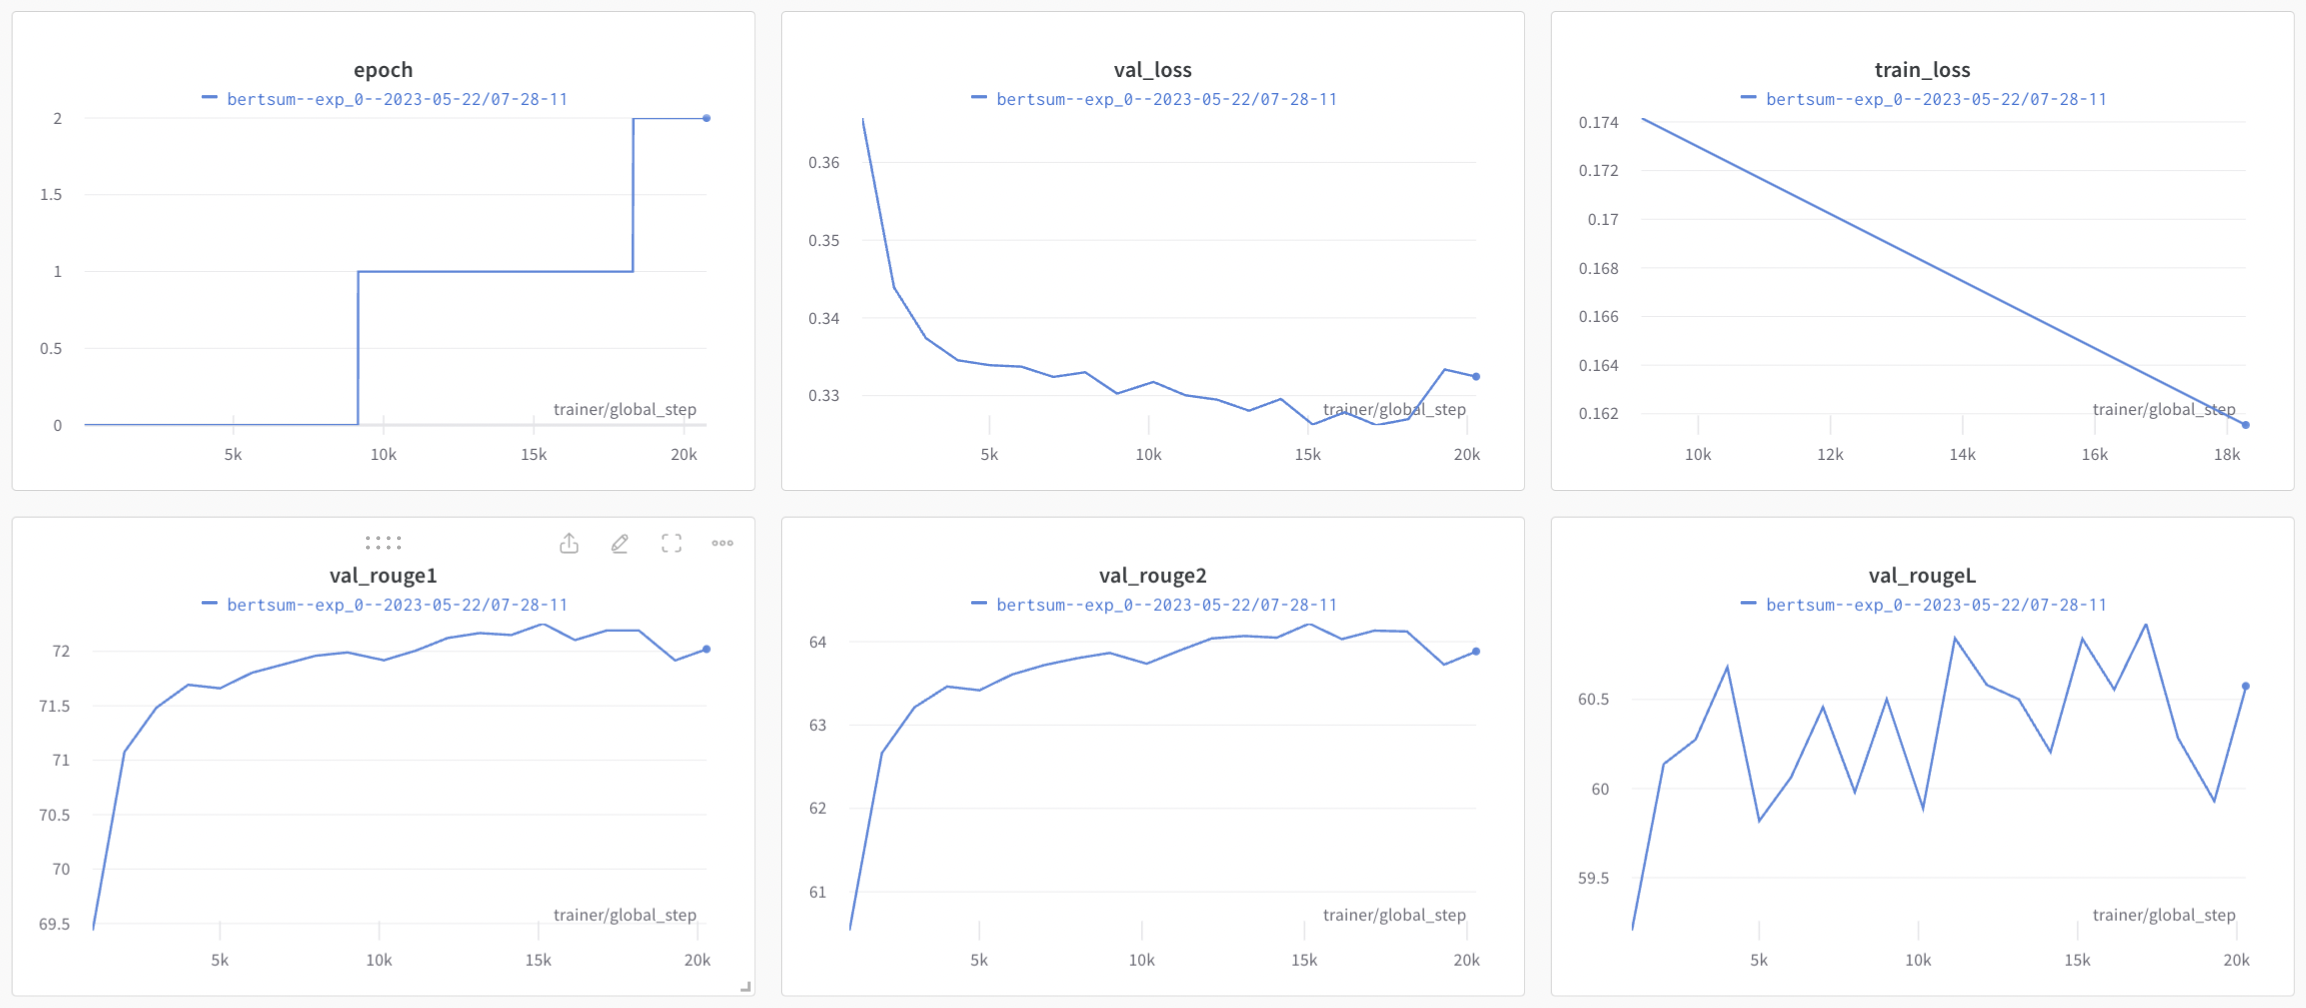 epoch
bertsum--exp_0--2023-05-22/07-28-11
2
1.5
1
0.5
0
trainer/global_step
5k 10k 15k 20k
val_loss
bertsum--exp_0--2023-05-22/07-28-11
0.36
0.35
0.34
0.33
trainer/global_step
5k 10k 15k 20k
train_loss
bertsum--exp_0--2023-05-22/07-28-11
0.174
0.172
0.17
0.168
0.166
0.164
0.162
trainer/global_step
10k 12k 14k 16k 18k
val_rouge1
bertsum--exp_0--2023-05-22/07-28-11
72
71.5
71
70.5
70
69.5
trainer/global_step
5k 10k 15k 20k
val_rouge2
bertsum--exp_0--2023-05-22/07-28-11
64
63
62
61
trainer/global_step
5k 10k 15k 20k
val_rougeL
bertsum--exp_0--2023-05-22/07-28-11
60.5
60
59.5
trainer/global_step
5k 10k 15k 20k